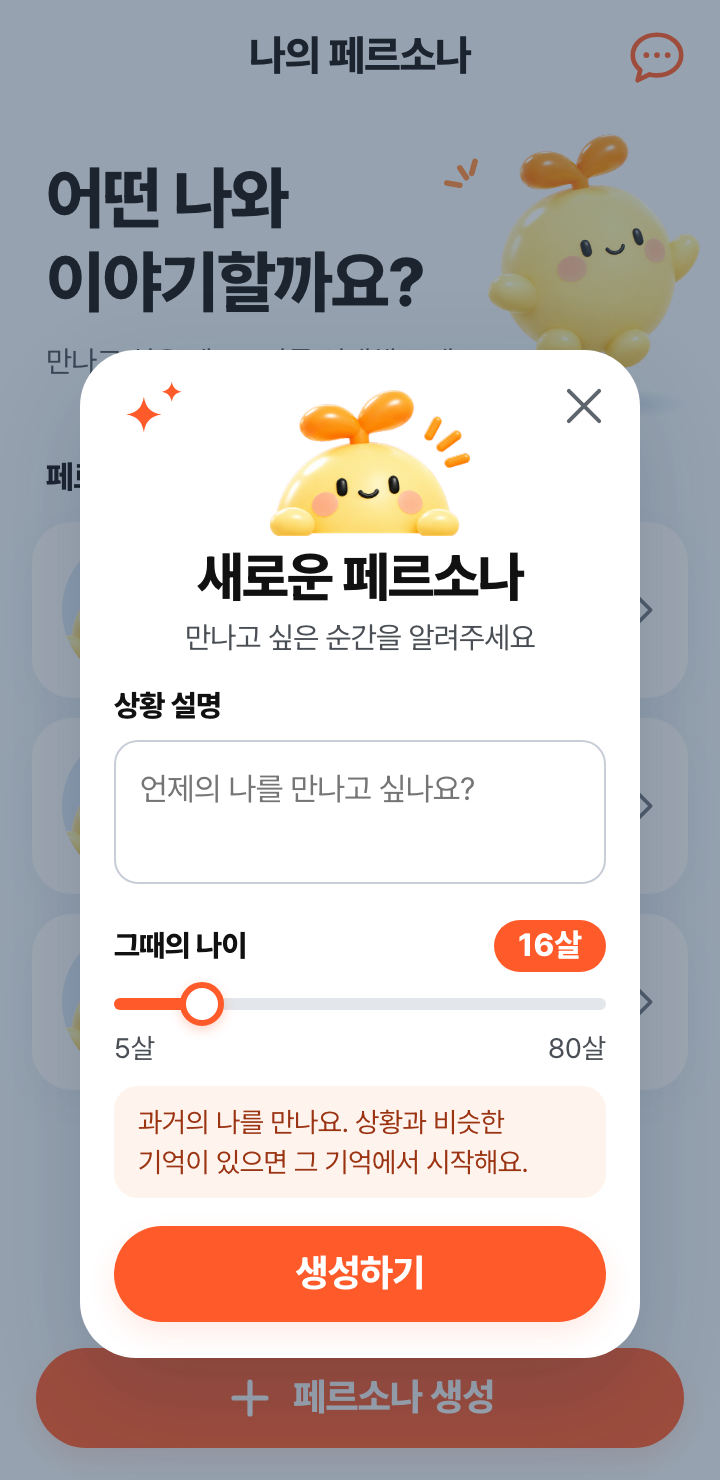 나의 페르소나
어떤 나와
이야기할까요?
새로운 페르소나
만나고 싶은 순간을 알려주세요
상황 설명
언제의 나를 만나고 싶나요?
그때의 나이
16살
5살
80살
과거의 나를 만나요. 상황과 비슷한
기억이 있으면 그 기억에서 시작해요.
생성하기
페르소나 생성